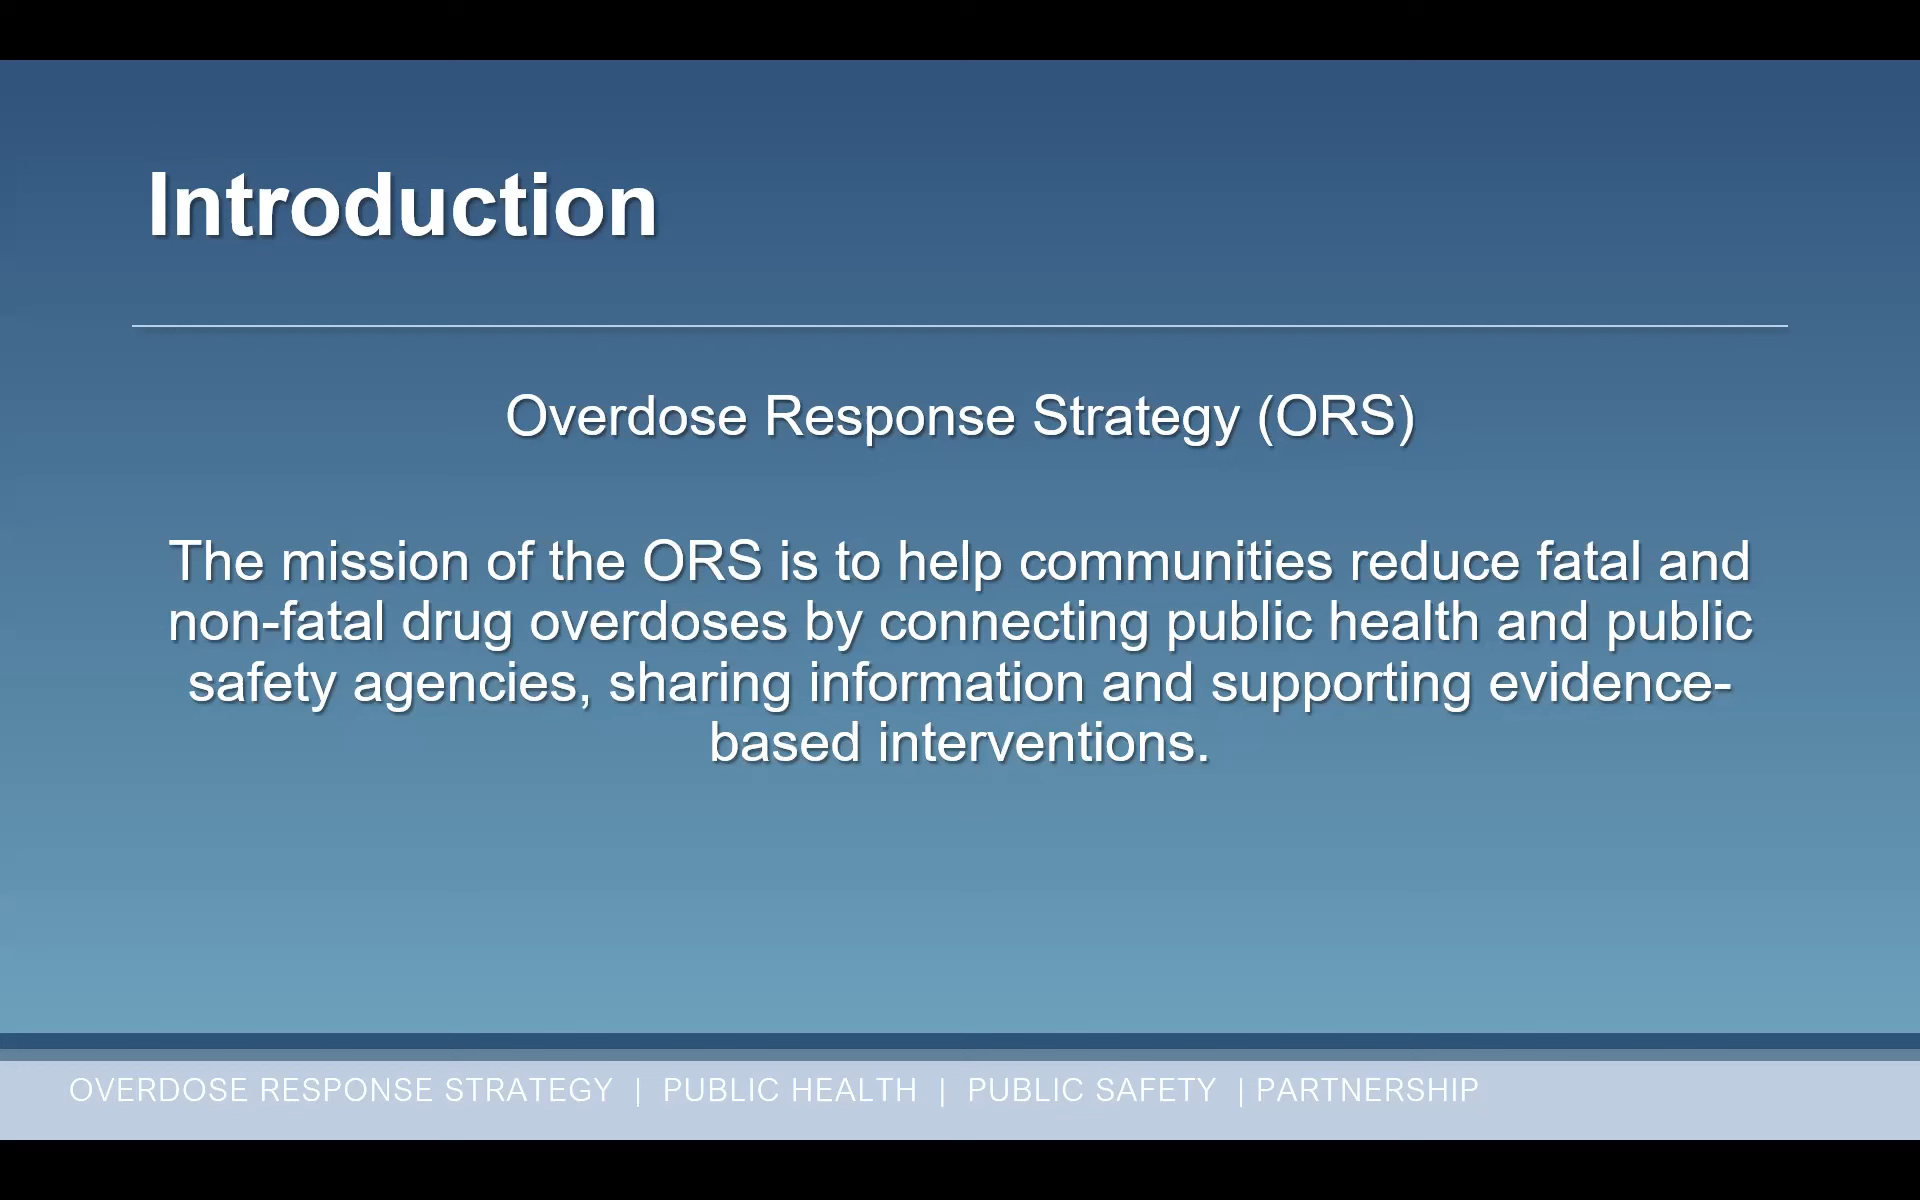 Introduction
Overdose Response Strategy (ORS)
The mission of the ORS is to help communities reduce fatal and
non-fatal drug overdoses by connecting public health and public
safety agencies, sharing information and supporting evidence-
based interventions.
OVERDOSE RESPONSE STRATEGY | PUBLIC HEALTH | PUBLIC SAFETY | PARTNERSHIP